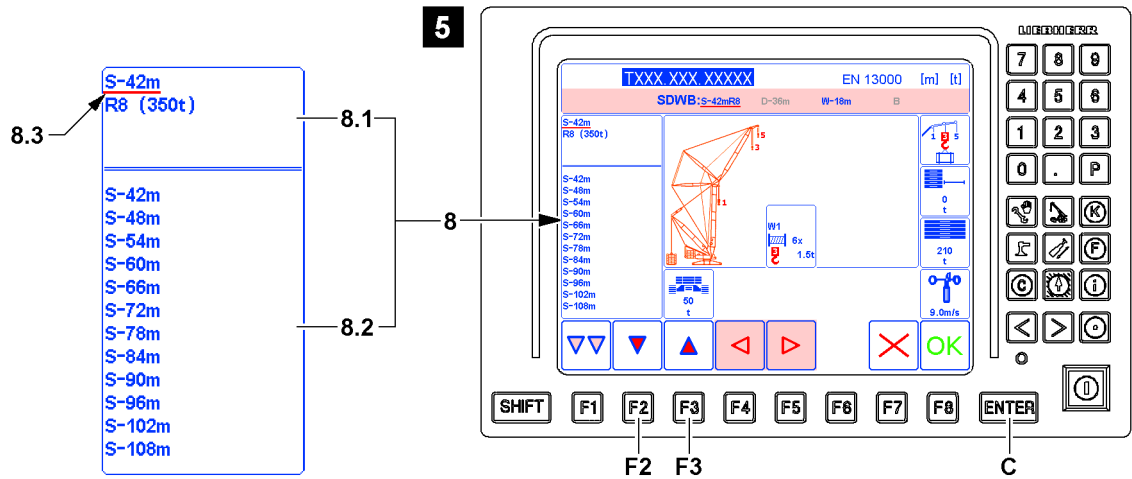 5
S-42m
R8 (350t)
8.3
8.1
S-42m
S-48m
S-54m
S-60m
S-66m
S-72m
S-78m
S-84m
S-90m
S-96m
S-102m
S-108m
8.2
8
LIEBHERR
TXXX.XXX.XXXXX
EN 13000 [m] [t]
SDWB:S-42mR8 D-36m W-18m B
S-42m
R8 (350t)
S-42m
S-48m
S-54m
S-60m
S-66m
S-72m
S-78m
S-84m
S-90m
S-96m
S-102m
S-108m
5
3
1
W1
6x
3
1.5t
50
t
1 3 5
0
t
210
t
9.0m/s
OK
7 8 9
4 5 6
1 2 3
0 . P
K
F
C i
SHIFT F1 F2 F3 F4 F5 F6 F7 F8 ENTER
F2 F3 C